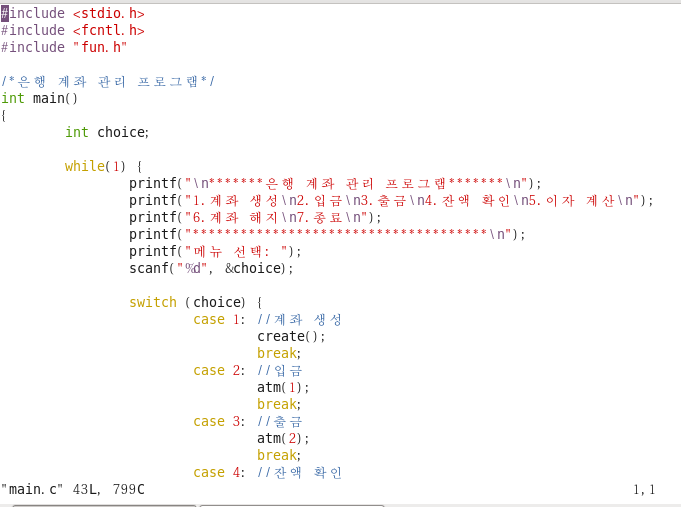 #include <stdio.h>
#include <fcntl.h>
#include "fun.h"
/*은행 계좌 관리 프로그램*/
int main()
{
int choice;
while(1) {
printf("\n*******은행 계좌 관리 프로그램*******\n");
printf("1.계좌 생성\n2.입금\n3.출금\n4.잔액 확인\n5.이자 계산\n");
printf("6.계좌 해지\n7.종료\n");
printf("*************************************\n");
printf("메뉴 선택: ");
scanf("%d", &choice);
switch (choice) {
case 1: //계좌 생성
create();
break;
case 2: //입금
atm(1);
break;
case 3: //출금
atm(2);
break;
case 4: //잔액 확인
"main.c" 43L, 799C 1,1